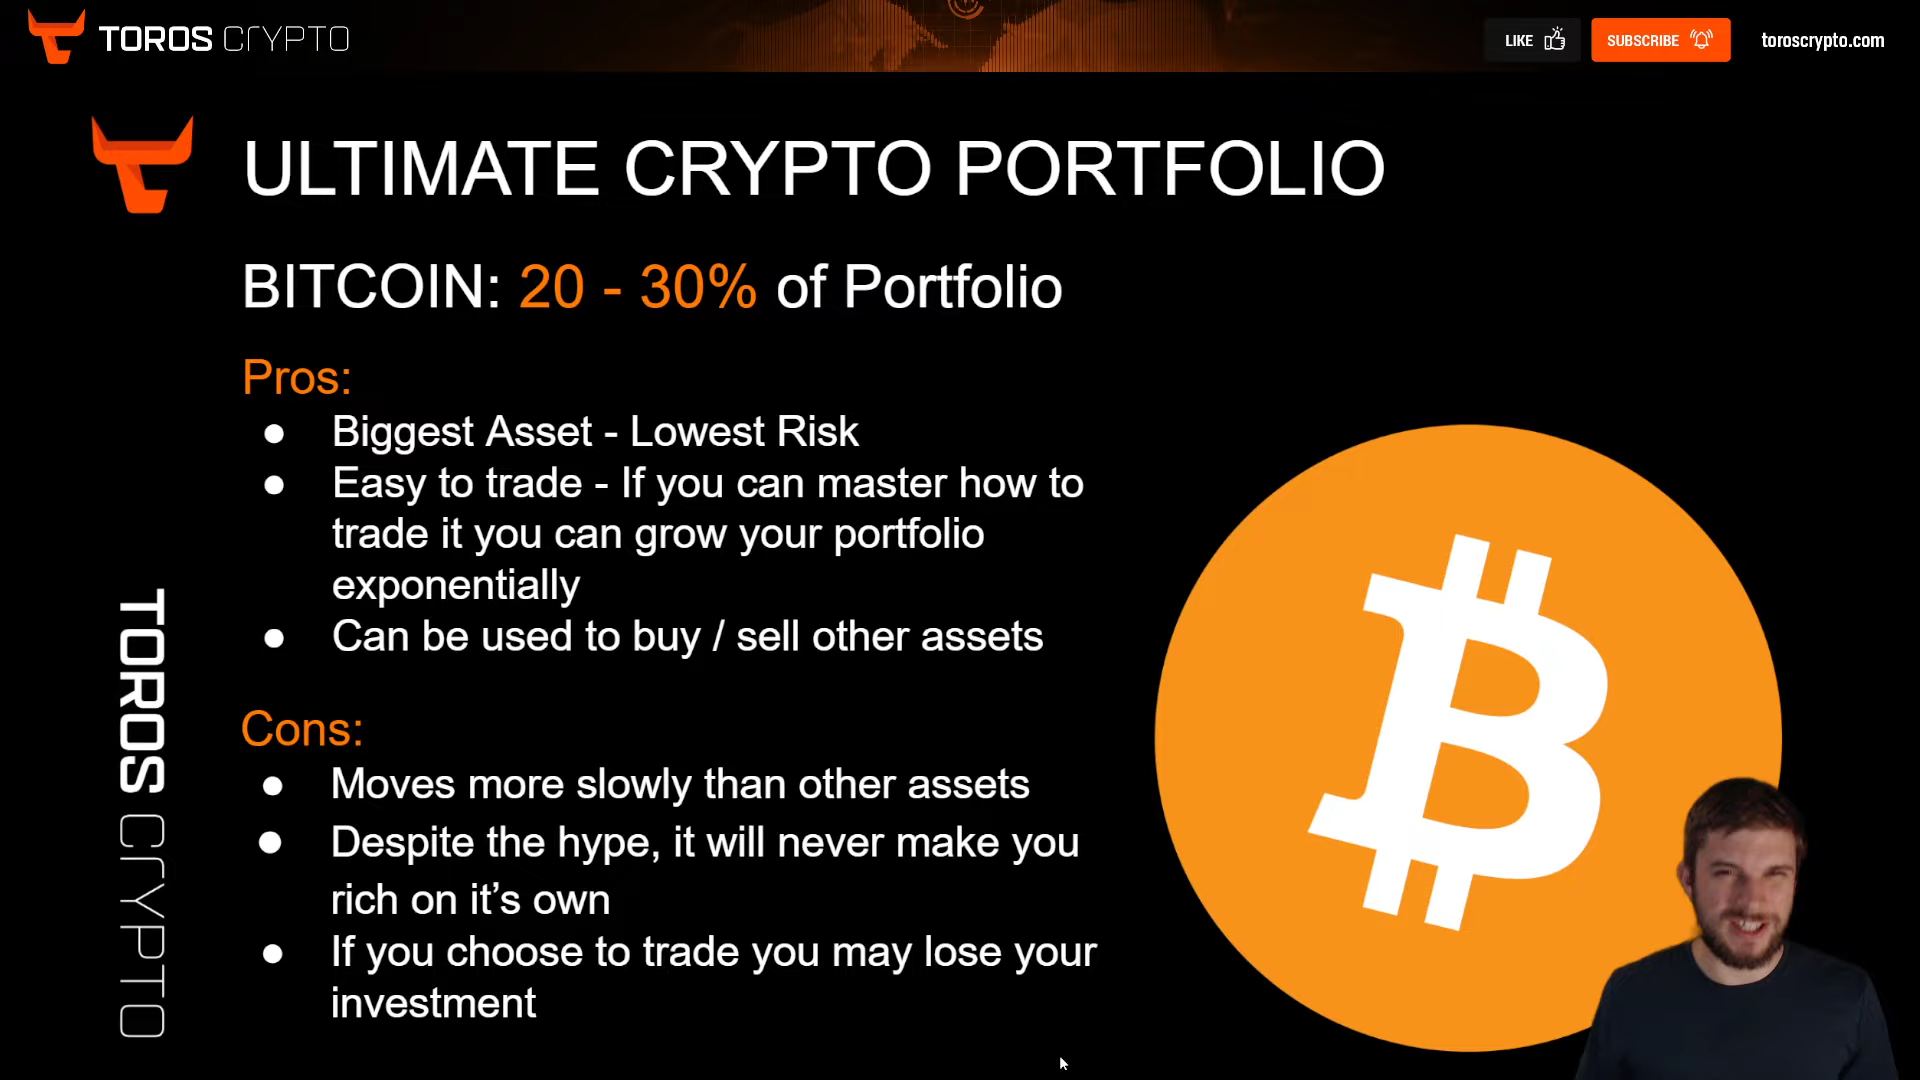 TOROS CRYPTO
LIKE
SUBSCRIBE
toroscrypto.com
ULTIMATE CRYPTO PORTFOLIO
BITCOIN: 20 - 30% of Portfolio
Pros:
● Biggest Asset - Lowest Risk
● Easy to trade - If you can master how to
trade it you can grow your portfolio
exponentially
● Can be used to buy / sell other assets
Cons:
● Moves more slowly than other assets
● Despite the hype, it will never make you
rich on it’s own
● If you choose to trade you may lose your
investment
TOROS CRYPTO